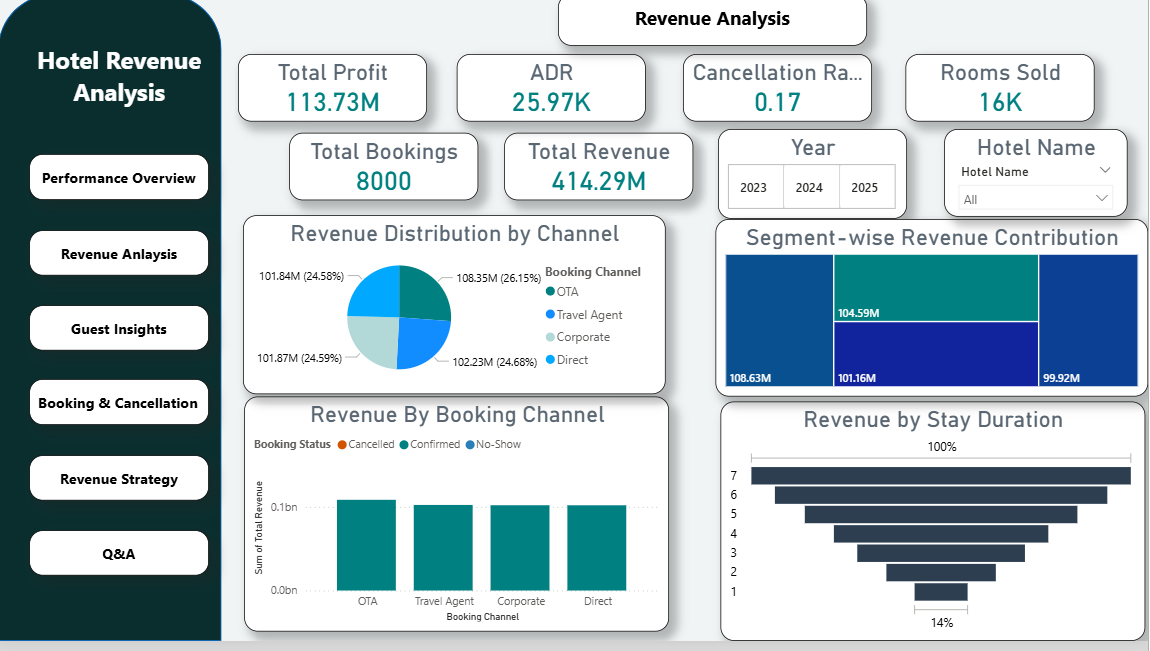 Hotel Revenue
Analysis
Performance Overview
Revenue Anlaysis
Guest Insights
Booking & Cancellation
Revenue Strategy
Q&A
Revenue Analysis
Total Profit
113.73M
ADR
25.97K
Cancellation Ra...
0.17
Rooms Sold
16K
Total Bookings
8000
Total Revenue
414.29M
Year
2023 2024 2025
Hotel Name
Hotel Name
All
Revenue Distribution by Channel
101.84M (24.58%)
108.35M (26.15%)
101.87M (24.59%)
102.23M (24.68%)
Booking Channel
OTA
Travel Agent
Corporate
Direct
Segment-wise Revenue Contribution
108.63M
104.59M
101.16M
99.92M
Revenue By Booking Channel
Booking Status Cancelled Confirmed No-Show
Sum of Total Revenue
0.1bn
0.0bn
OTA Travel Agent Corporate Direct
Booking Channel
Revenue by Stay Duration
100%
7
6
5
4
3
2
1
14%